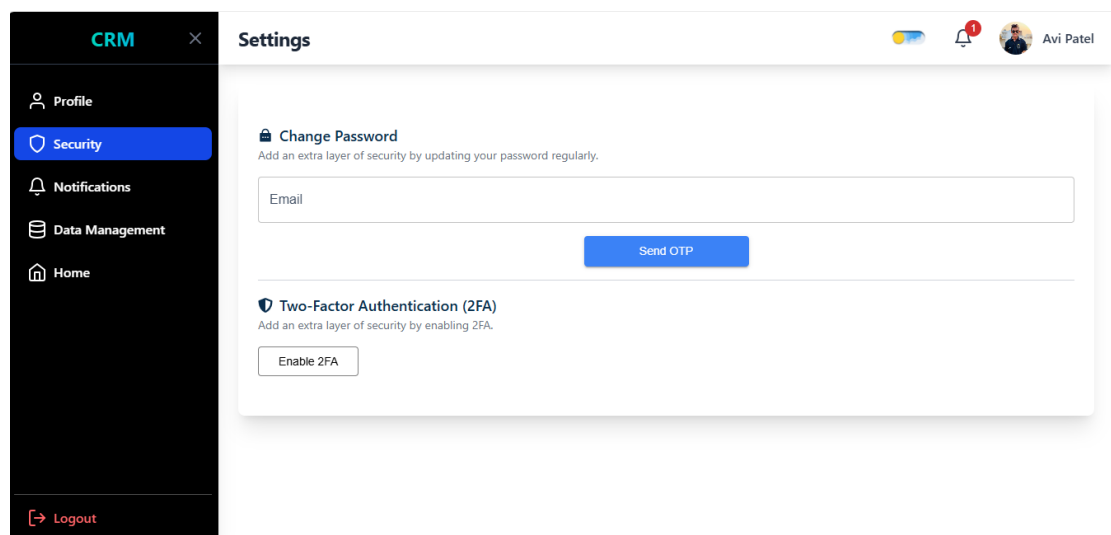 CRM
Settings
1
Avi Patel
Profile
Security
Notifications
Data Management
Home
Logout
Change Password
Add an extra layer of security by updating your password regularly.
Email
Send OTP
Two-Factor Authentication (2FA)
Add an extra layer of security by enabling 2FA.
Enable 2FA